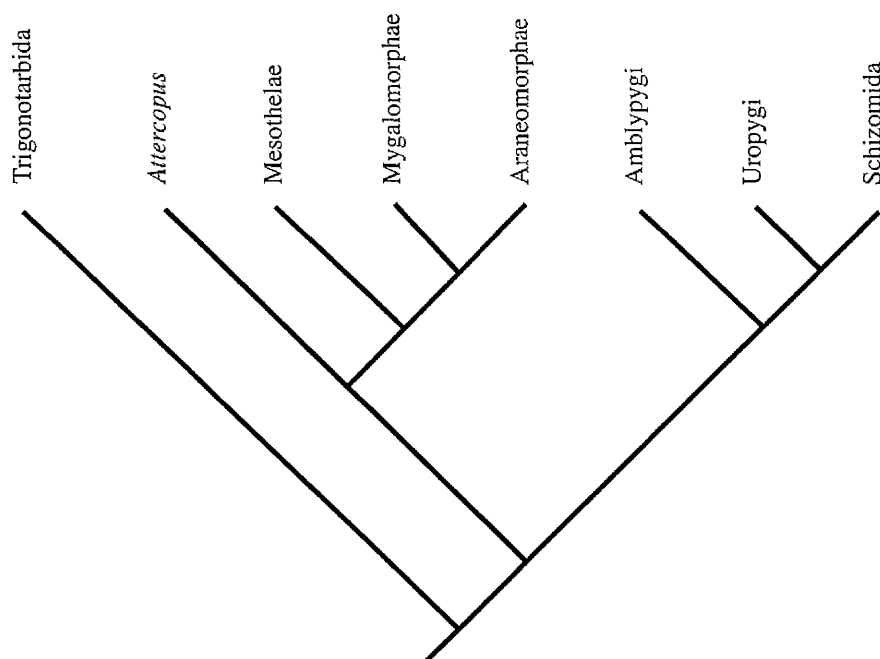 Trigonotarbida
Attercopus
Mesothelae
Mygalomorphae
Araneomorphae
Amblypygi
Uropygi
Schizomida